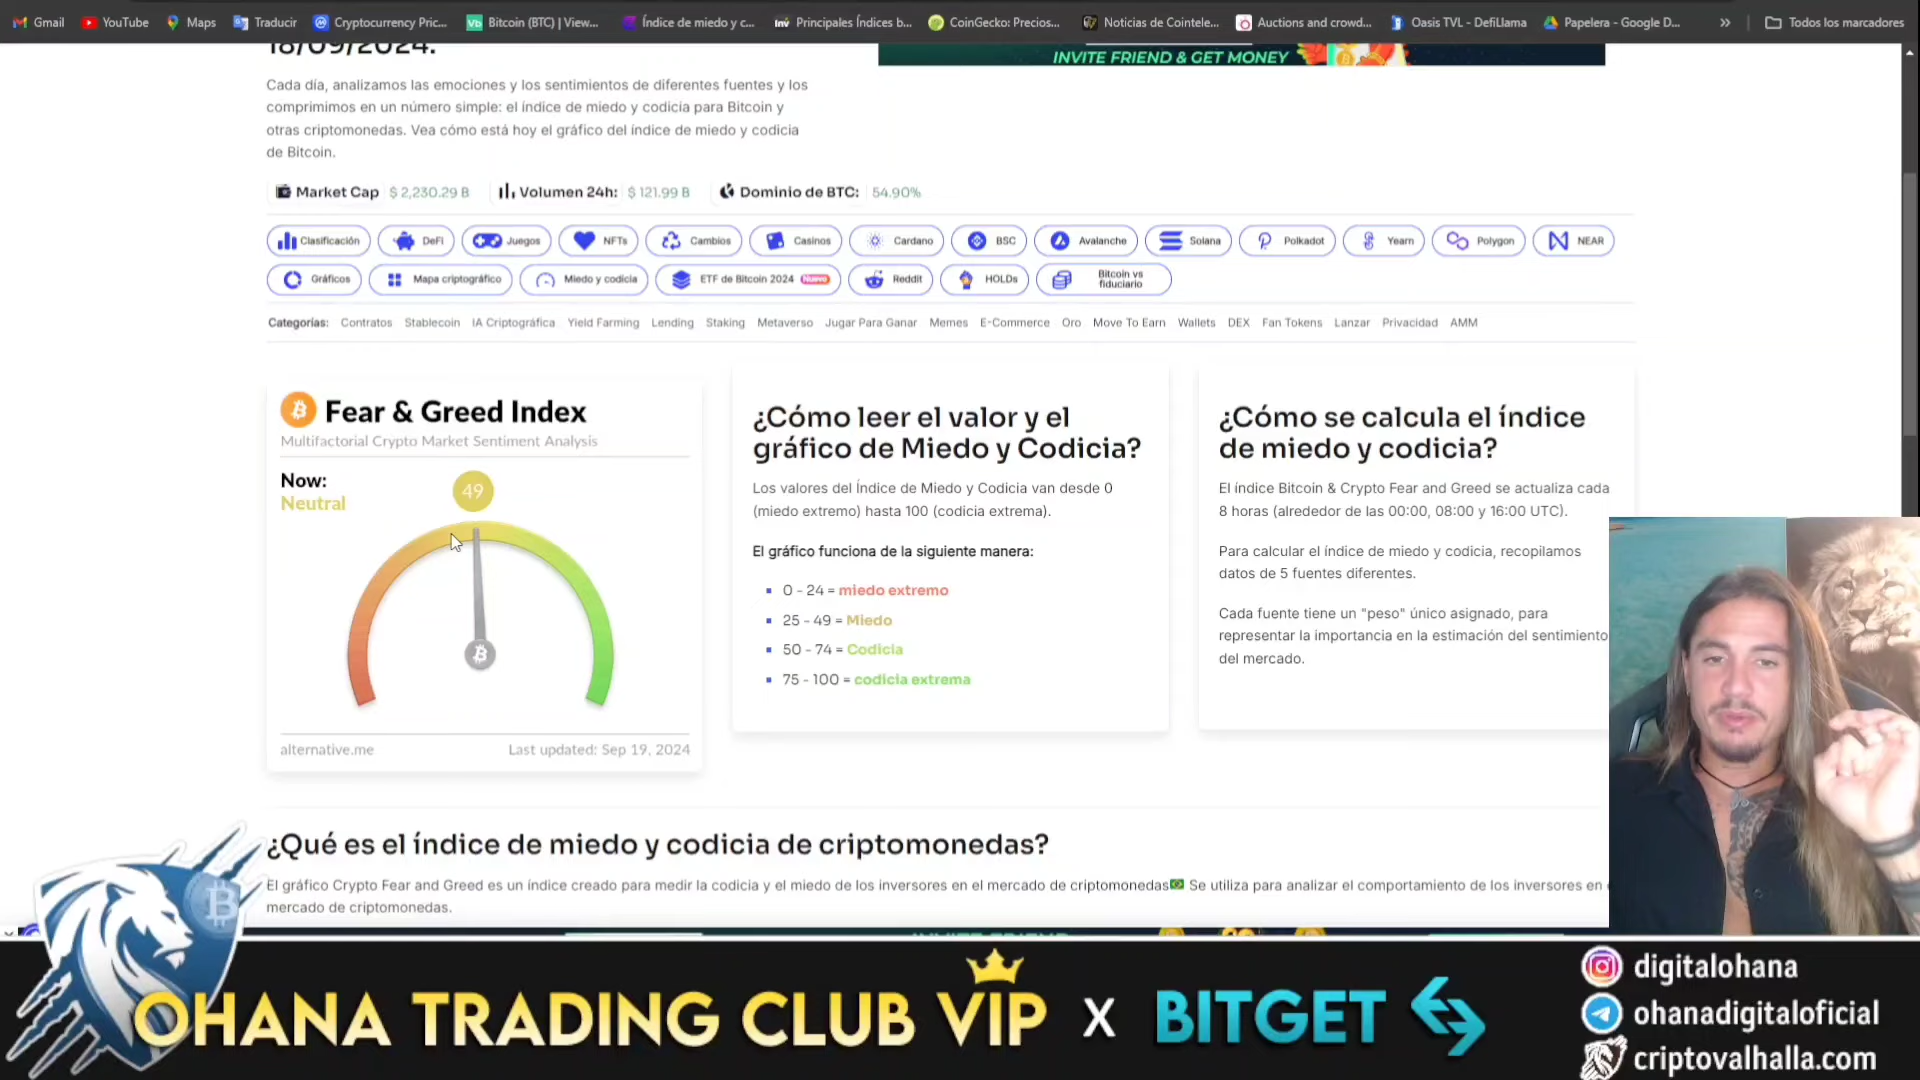 Gmail YouTube Maps Traducir Cryptocurrency Pric... Bitcoin (BTC) | View... Índice de miedo y c... Principales Índices b... CoinGecko: Precios... Noticias de Cointele... Auctions and crowd... Oasis TVL - DefiLlama Papelera - Google D... » Todos los marcadores
18/09/2024.
INVITE FRIEND & GET MONEY
Cada día, analizamos las emociones y los sentimientos de diferentes fuentes y los
comprimimos en un número simple: el índice de miedo y codicia para Bitcoin y
otras criptomonedas. Vea cómo está hoy el gráfico del índice de miedo y codicia
de Bitcoin.
Market Cap $ 2,230.29 B Volumen 24h: $ 121.99 B Dominio de BTC: 54.90%
Clasificación DeFi Juegos NFTs Cambios Casinos Cardano BSC Avalanche Solana Polkadot Yearn Polygon NEAR
Gráficos Mapa criptográfico Miedo y codicia ETF de Bitcoin 2024 Nuevo Reddit HOLDs Bitcoin vs
fiduciario
Categorías: Contratos Stablecoin IA Criptográfica Yield Farming Lending Staking Metaverso Jugar Para Ganar Memes E-Commerce Oro Move To Earn Wallets DEX Fan Tokens Lanzar Privacidad AMM
Fear & Greed Index
Multifactorial Crypto Market Sentiment Analysis
Now:
Neutral
49
alternative.me Last updated: Sep 19, 2024
¿Cómo leer el valor y el
gráfico de Miedo y Codicia?
Los valores del Índice de Miedo y Codicia van desde 0
(miedo extremo) hasta 100 (codicia extrema).
El gráfico funciona de la siguiente manera:
0 - 24 = miedo extremo
25 - 49 = Miedo
50 - 74 = Codicia
75 - 100 = codicia extrema
¿Cómo se calcula el índice
de miedo y codicia?
El índice Bitcoin & Crypto Fear and Greed se actualiza cada
8 horas (alrededor de las 00:00, 08:00 y 16:00 UTC).
Para calcular el índice de miedo y codicia, recopilamos
datos de 5 fuentes diferentes.
Cada fuente tiene un "peso" único asignado, para
representar la importancia en la estimación del sentimiento
del mercado.
¿Qué es el índice de miedo y codicia de criptomonedas?
El gráfico Crypto Fear and Greed es un índice creado para medir la codicia y el miedo de los inversores en el mercado de criptomonedas Se utiliza para analizar el comportamiento de los inversores en
mercado de criptomonedas.
OHANA TRADING CLUB VIP X BITGET
digitalohana
ohanadigitaloficial
criptovalhalla.com